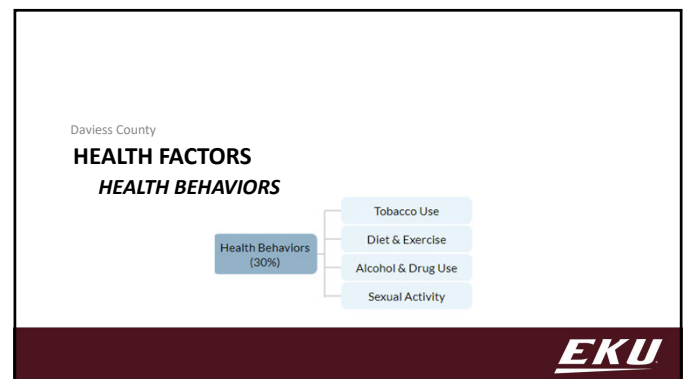 Daviess County
HEALTH FACTORS
HEALTH BEHAVIORS
Health Behaviors
(30%)
Tobacco Use
Diet & Exercise
Alcohol & Drug Use
Sexual Activity
EKU